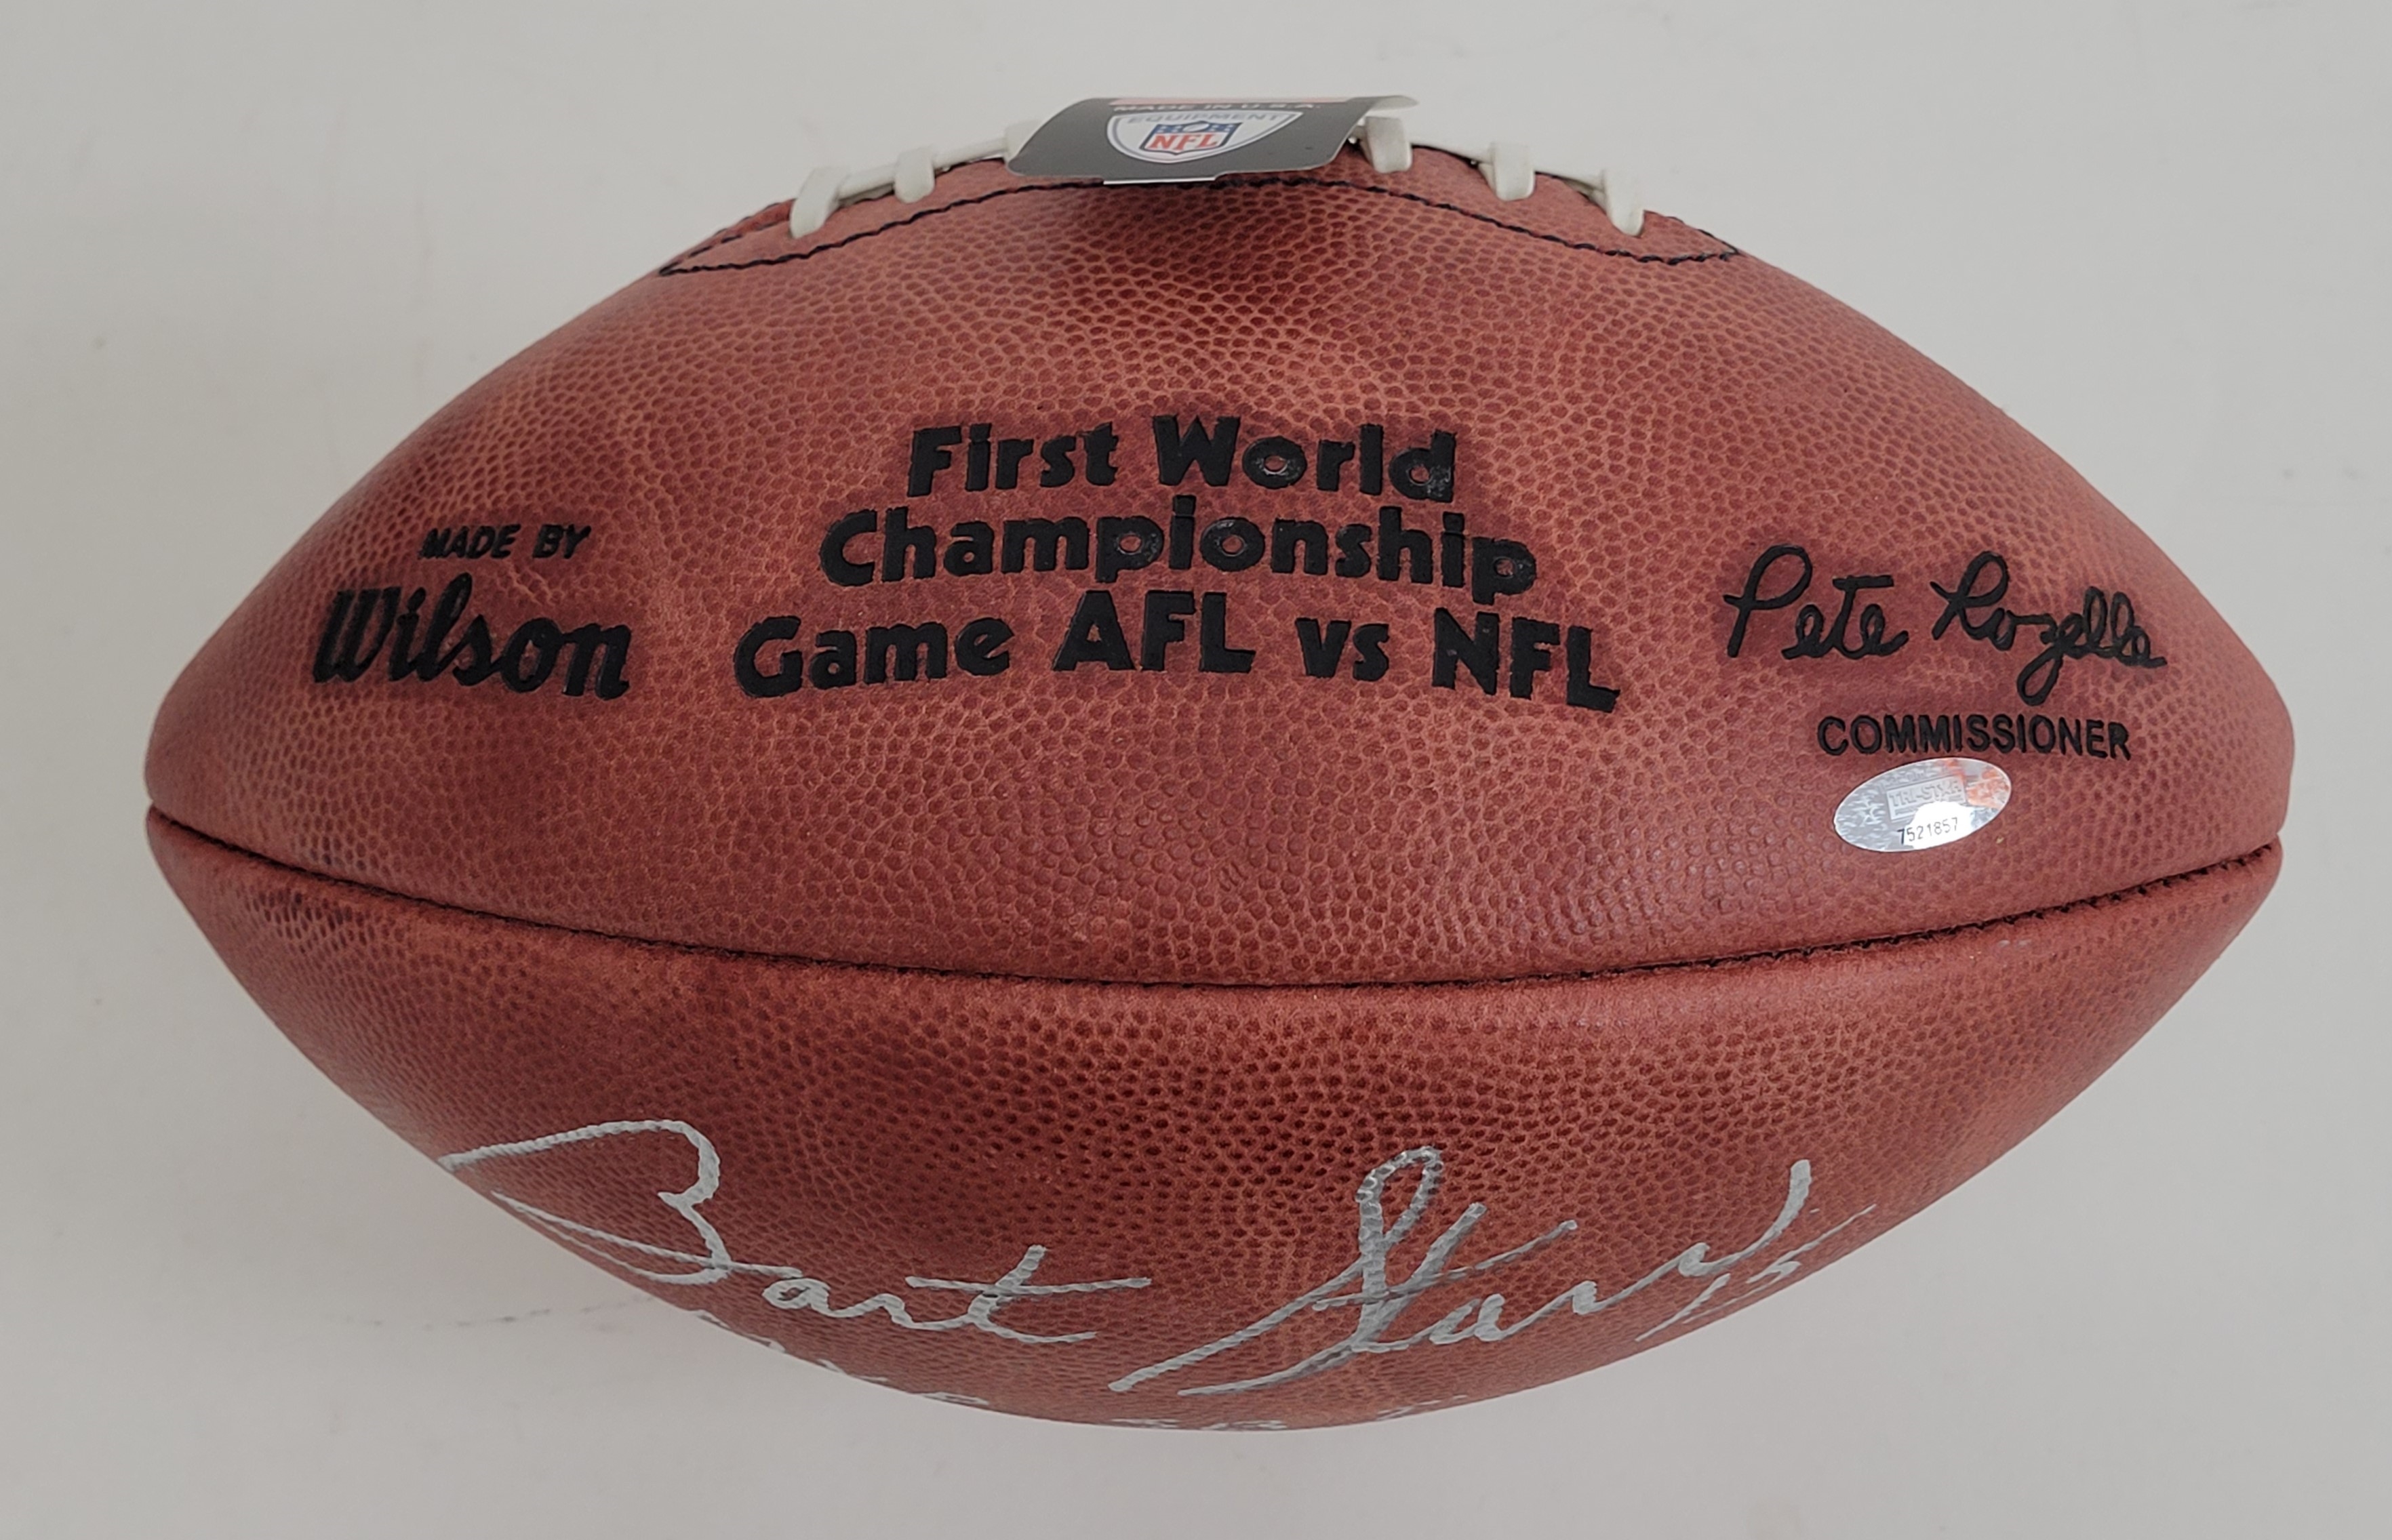 MADE IN U.S.A.
EQUIPMENT
NFL
First World
Championship
Game AFL vs NFL
MADE BY
Wilson
Pete Rozelle
COMMISSIONER
TRI-STAR
7521857
Bart Starr
15